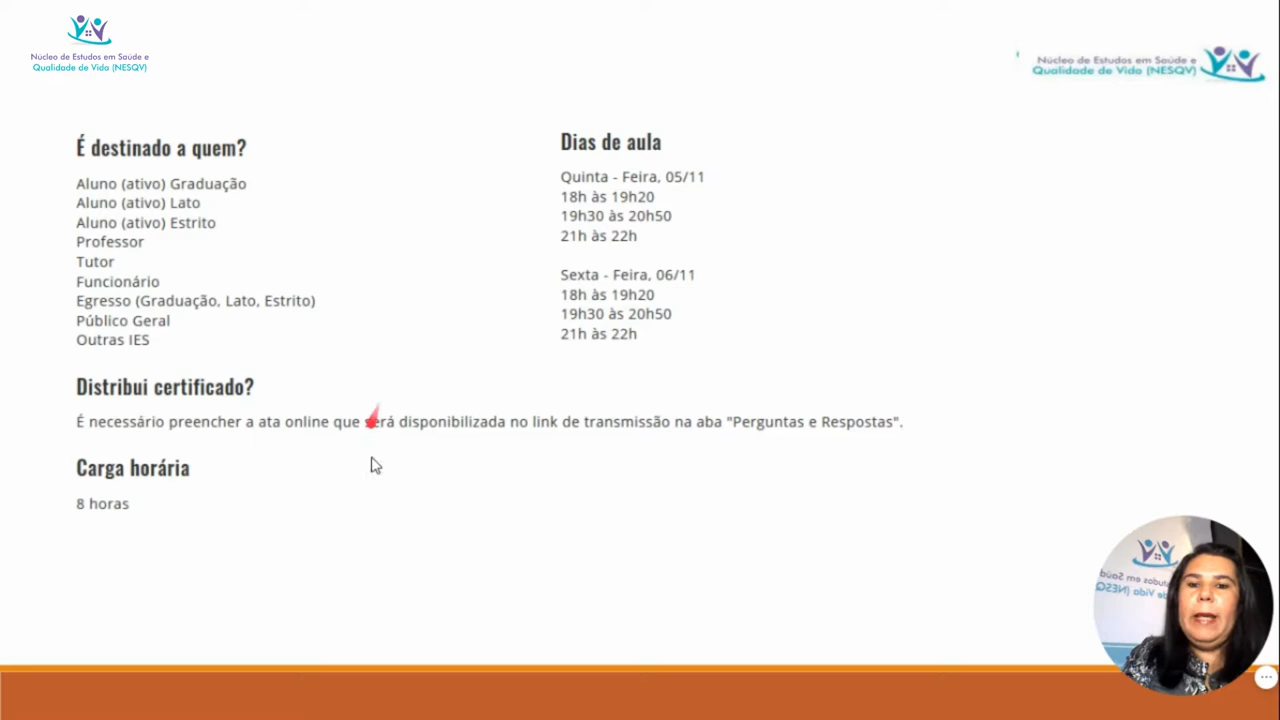 Núcleo de Estudos em Saúde e
Qualidade de Vida (NESQV)
Núcleo de Estudos em Saúde e
Qualidade de Vida (NESQV)
É destinado a quem?
Aluno (ativo) Graduação
Aluno (ativo) Lato
Aluno (ativo) Estrito
Professor
Tutor
Funcionário
Egresso (Graduação, Lato, Estrito)
Público Geral
Outras IES
Dias de aula
Quinta - Feira, 05/11
18h às 19h20
19h30 às 20h50
21h às 22h
Sexta - Feira, 06/11
18h às 19h20
19h30 às 20h50
21h às 22h
Distribui certificado?
É necessário preencher a ata online que será disponibilizada no link de transmissão na aba "Perguntas e Respostas".
Carga horária
8 horas